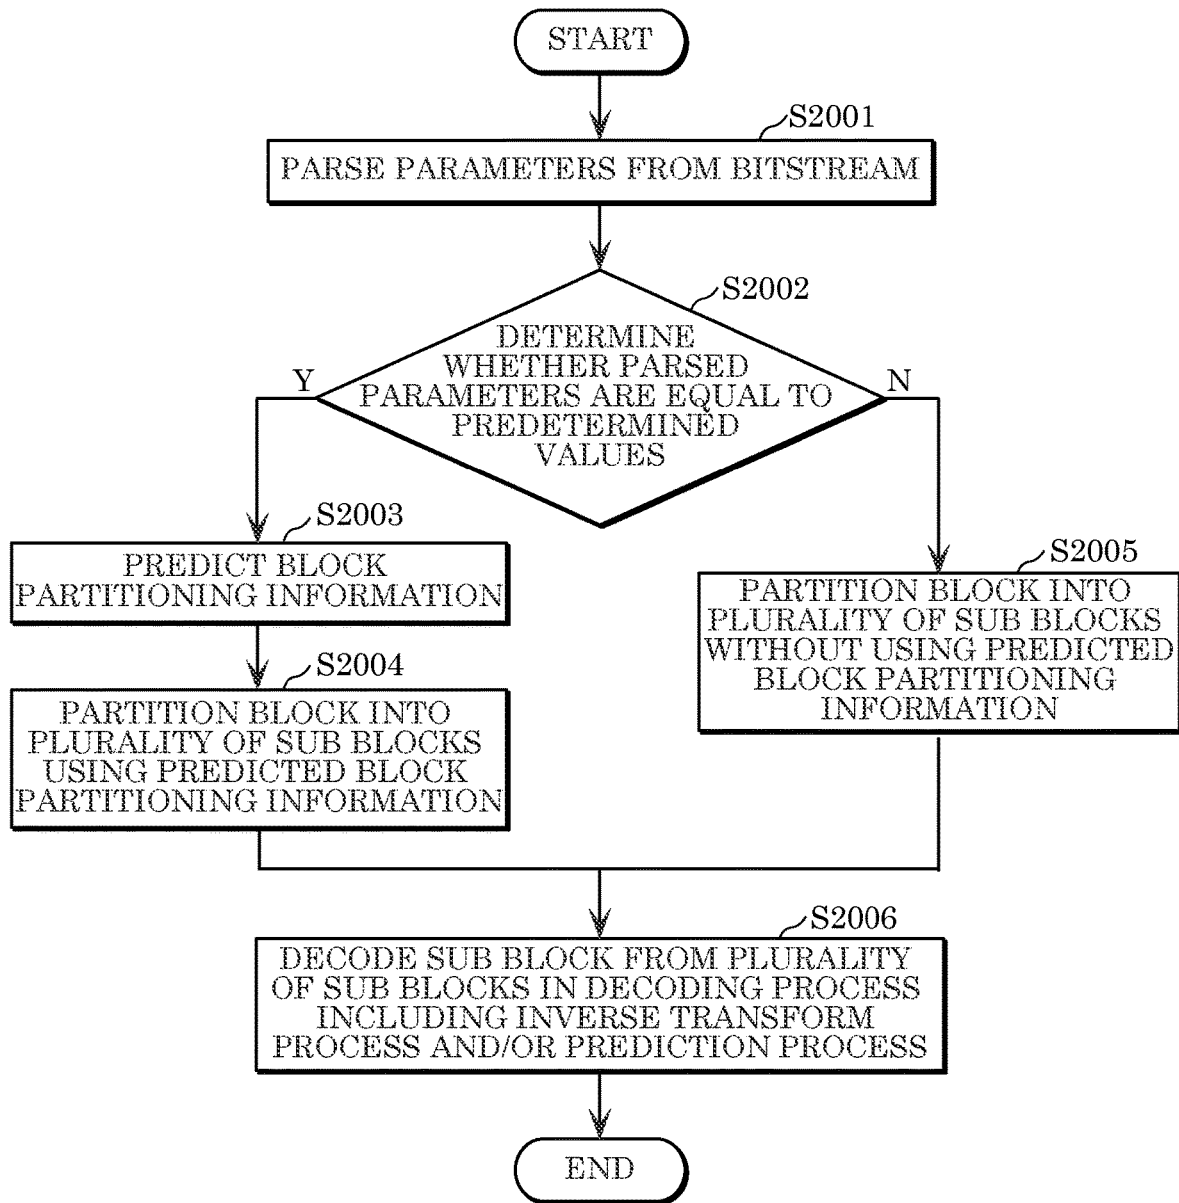 START
S2001
PARSE PARAMETERS FROM BITSTREAM
S2002
DETERMINE
WHETHER PARSED
PARAMETERS ARE EQUAL TO
PREDETERMINED
VALUES
Y
N
S2003
PREDICT BLOCK
PARTITIONING INFORMATION
S2004
PARTITION BLOCK INTO
PLURALITY OF SUB BLOCKS
USING PREDICTED BLOCK
PARTITIONING INFORMATION
S2005
PARTITION BLOCK INTO
PLURALITY OF SUB BLOCKS
WITHOUT USING PREDICTED
BLOCK PARTITIONING
INFORMATION
S2006
DECODE SUB BLOCK FROM PLURALITY
OF SUB BLOCKS IN DECODING PROCESS
INCLUDING INVERSE TRANSFORM
PROCESS AND/OR PREDICTION PROCESS
END